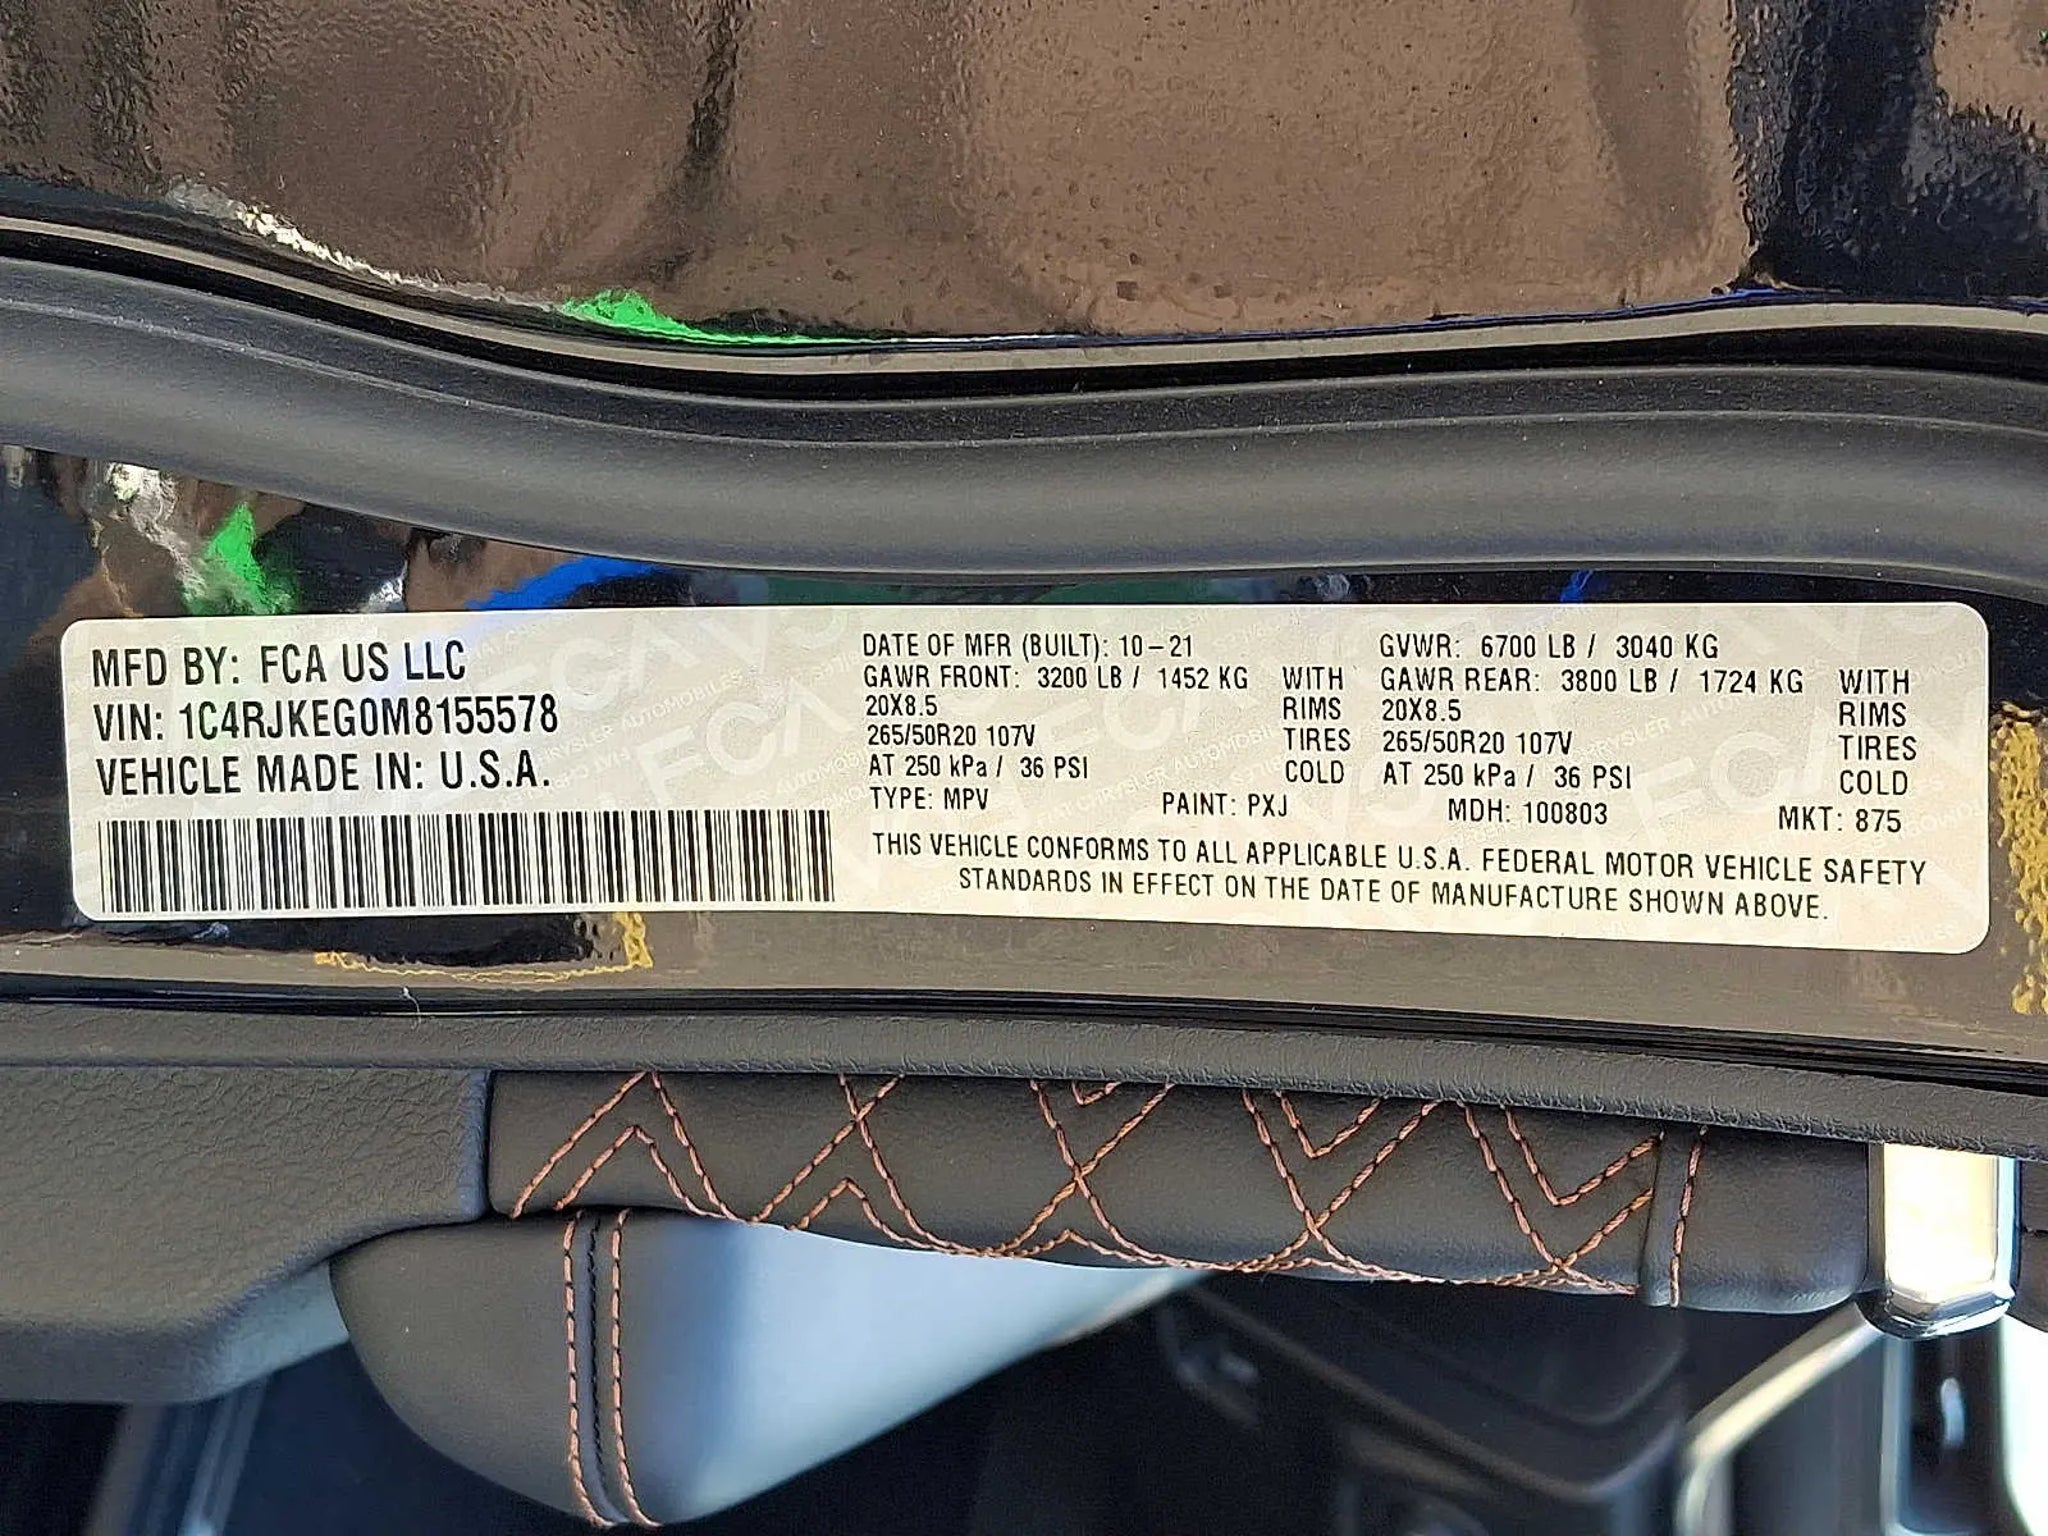 MFD BY: FCA US LLC
VIN: 1C4RJKEG0M8155578
VEHICLE MADE IN: U.S.A.
DATE OF MFR (BUILT): 10-21 GVWR: 6700 LB / 3040 KG
GAWR FRONT: 3200 LB / 1452 KG WITH GAWR REAR: 3800 LB / 1724 KG WITH
20X8.5 RIMS 20X8.5 RIMS
265/50R20 107V TIRES 265/50R20 107V TIRES
AT 250 kPa / 36 PSI COLD AT 250 kPa / 36 PSI COLD
TYPE: MPV PAINT: PXJ MDH: 100803 MKT: 875
THIS VEHICLE CONFORMS TO ALL APPLICABLE U.S.A. FEDERAL MOTOR VEHICLE SAFETY
STANDARDS IN EFFECT ON THE DATE OF MANUFACTURE SHOWN ABOVE.